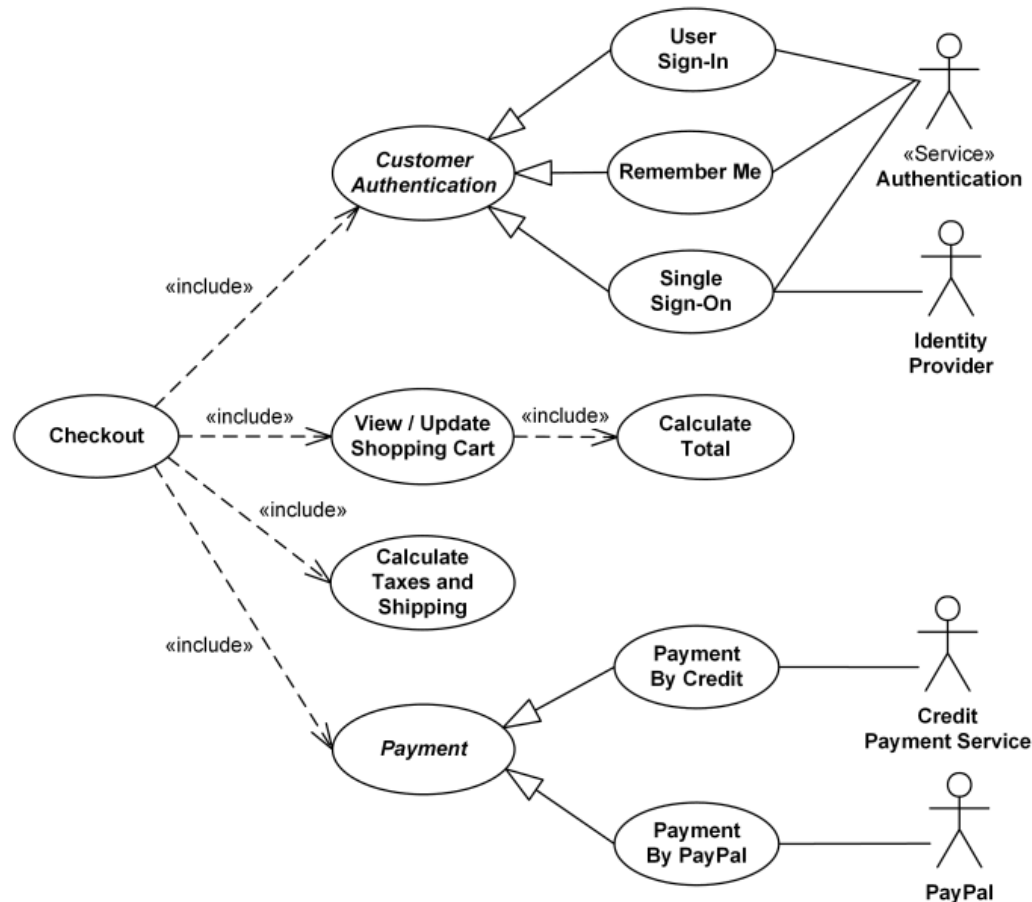 User
Sign-In
Customer
Authentication
Remember Me
«Service»
Authentication
Single
Sign-On
Identity
Provider
«include»
Checkout
«include»
View / Update
Shopping Cart
«include»
Calculate
Total
«include»
Calculate
Taxes and
Shipping
«include»
Payment
By Credit
Credit
Payment Service
Payment
Payment
By PayPal
PayPal